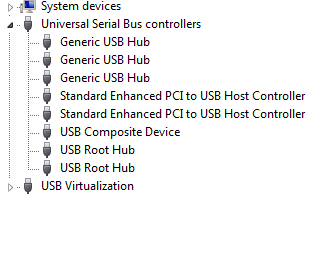 System devices
Universal Serial Bus controllers
Generic USB Hub
Generic USB Hub
Generic USB Hub
Standard Enhanced PCI to USB Host Controller
Standard Enhanced PCI to USB Host Controller
USB Composite Device
USB Root Hub
USB Root Hub
USB Virtualization